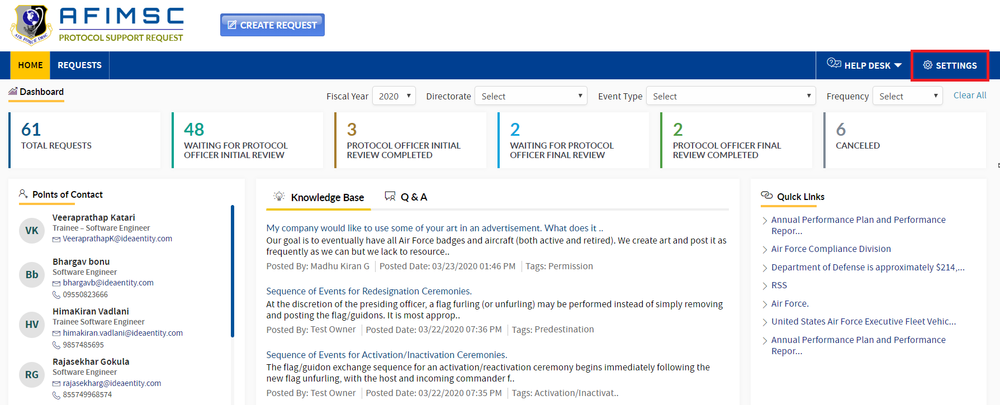 AFIMSC
PROTOCOL SUPPORT REQUEST
AIR FORCE IMSC
CREATE REQUEST
HOME
REQUESTS
HELP DESK
SETTINGS
Dashboard
Fiscal Year
2020
Directorate
Select
Event Type
Select
Frequency
Select
Clear All
61
TOTAL REQUESTS
48
WAITING FOR PROTOCOL
OFFICER INITIAL REVIEW
3
PROTOCOL OFFICER INITIAL
REVIEW COMPLETED
2
WAITING FOR PROTOCOL
OFFICER FINAL REVIEW
2
PROTOCOL OFFICER FINAL
REVIEW COMPLETED
6
CANCELED
Points of Contact
VK
Veeraprathap Katari
Trainee – Software Engineer
VeeraprathapK@ideaentity.com
Bb
Bhargav bonu
Software Engineer
bhargavb@ideaentity.com
09550823666
HV
HimaKiran Vadlani
Trainee Software Engineer
himakiran.vadlani@ideaentity.com
9857485695
RG
Rajasekhar Gokula
Software Engineer
rajasekharg@ideaentity.com
855749968574
Knowledge Base
Q & A
My company would like to use some of your art in an advertisement. What does it ..
Our goal is to eventually have all Air Force badges and aircraft (both active and retired). We create art and post it as
frequently as we can but we lack to resource..
Posted By: Madhu Kiran G | Posted Date: 03/23/2020 01:46 PM | Tags: Permission
Sequence of Events for Redesignation Ceremonies.
At the discretion of the presiding officer, a flag furling (or unfurling) may be performed instead of simply removing
and posting the flag/guidons. It is most approp..
Posted By: Test Owner | Posted Date: 03/22/2020 07:36 PM | Tags: Predestination
Sequence of Events for Activation/Inactivation Ceremonies.
The flag/guidon exchange sequence for an activation/reactivation ceremony begins immediately following the
new flag unfurling, with the host and incoming commander f..
Posted By: Test Owner | Posted Date: 03/22/2020 07:35 PM | Tags: Activation/Inactivat..
Quick Links
Annual Performance Plan and Performance
Repor...
Air Force Compliance Division
Department of Defense is approximately $214,...
RSS
Air Force.
United States Air Force Executive Fleet Vehic...
Annual Performance Plan and Performance
Repor...